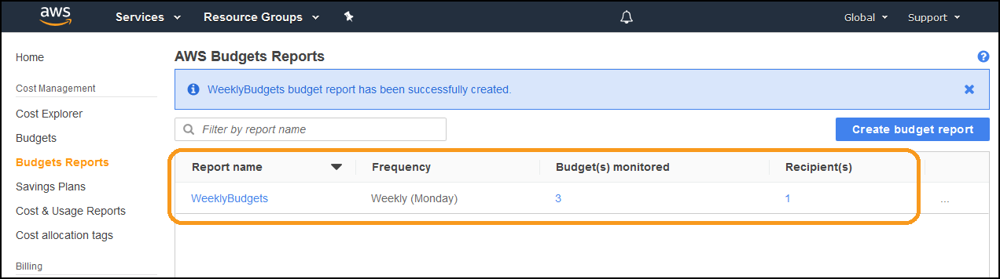 aws Services Resource Groups Global Support
Home
Cost Management
Cost Explorer
Budgets
Budgets Reports
Savings Plans
Cost & Usage Reports
Cost allocation tags
Billing
AWS Budgets Reports ?
i WeeklyBudgets budget report has been successfully created.
Filter by report name Create budget report
Report name Frequency Budget(s) monitored Recipient(s)
WeeklyBudgets Weekly (Monday) 3 1 ...